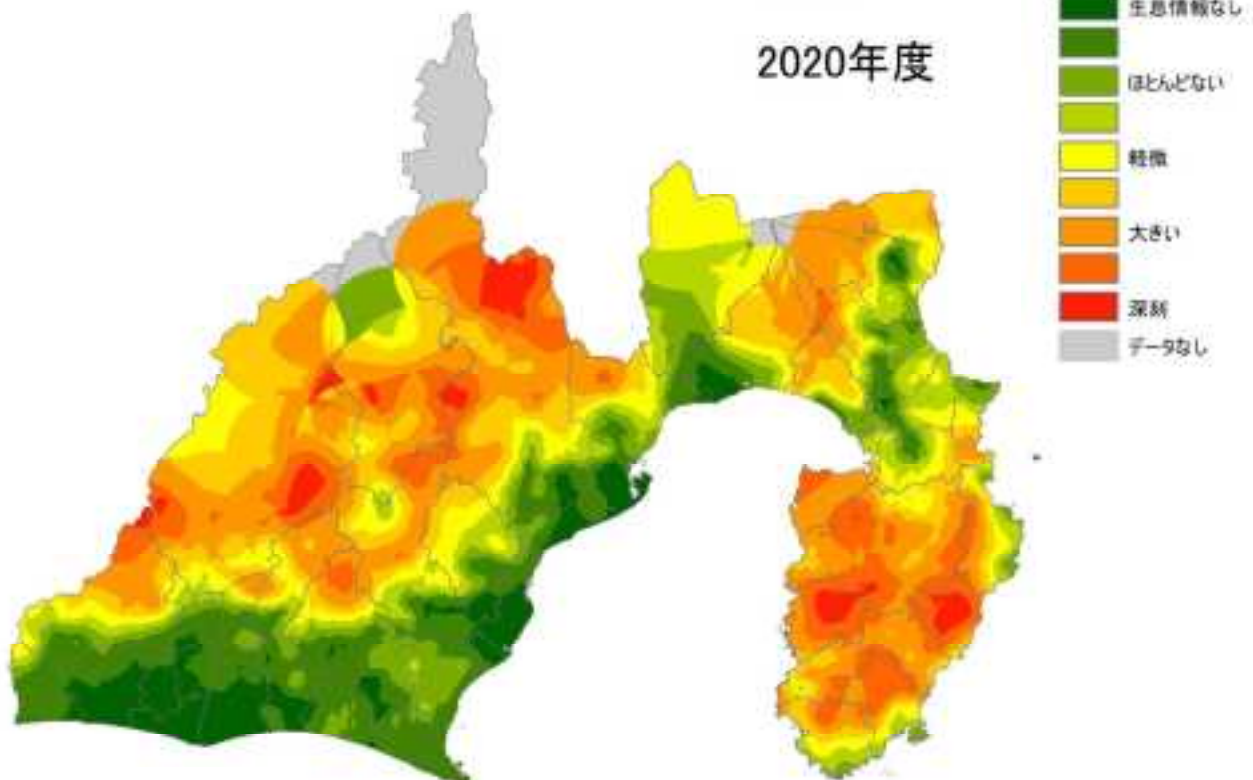 2020年度
生息情報なし
ほとんどない
軽微
大きい
深刻
データなし